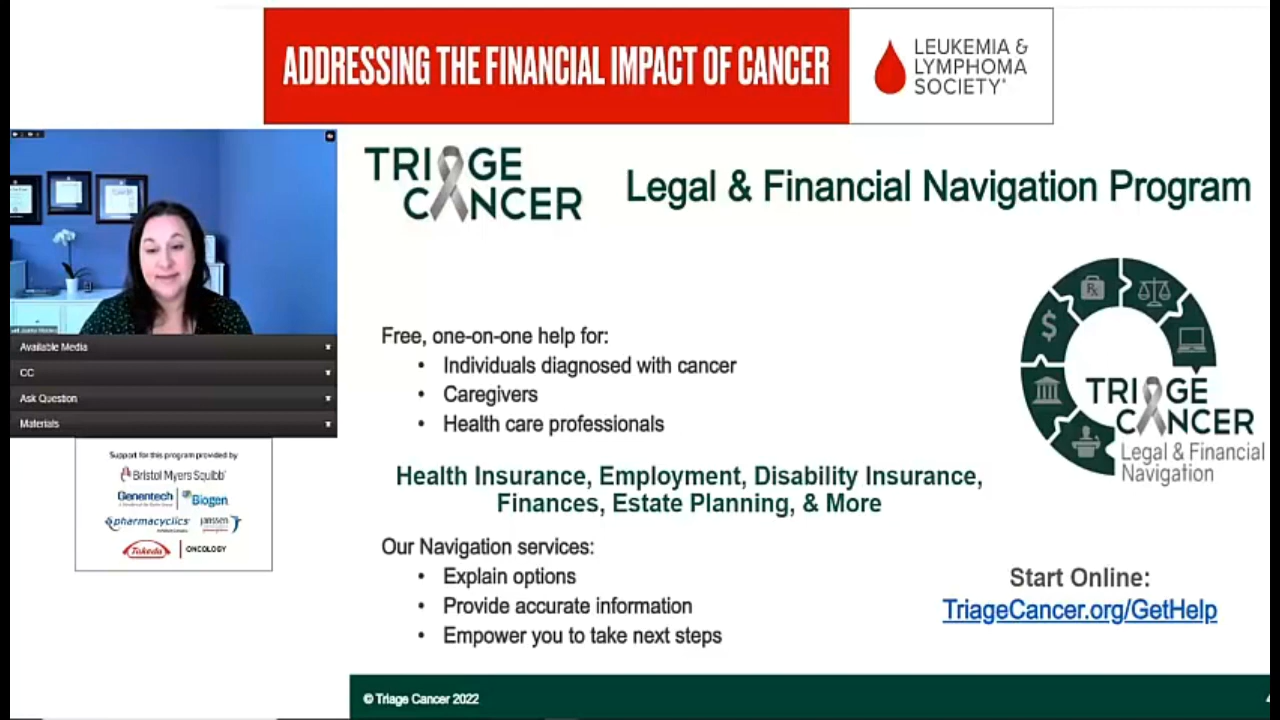 ADDRESSING THE FINANCIAL IMPACT OF CANCER
LEUKEMIA &
LYMPHOMA
SOCIETY®
TRIAGE
CANCER
Legal & Financial Navigation Program
Available Media
CC
Ask Question
Materials
Support for this program provided by
Bristol Myers Squibb®
Genentech
Biogen
pharmacyclics®
janssen
Takeda
ONCOLOGY
Free, one-on-one help for:
• Individuals diagnosed with cancer
• Caregivers
• Health care professionals
Health Insurance, Employment, Disability Insurance,
Finances, Estate Planning, & More
Our Navigation services:
• Explain options
• Provide accurate information
• Empower you to take next steps
Rx
$
TRIAGE
CANCER
Legal & Financial
Navigation
Start Online:
TriageCancer.org/GetHelp
© Triage Cancer 2022